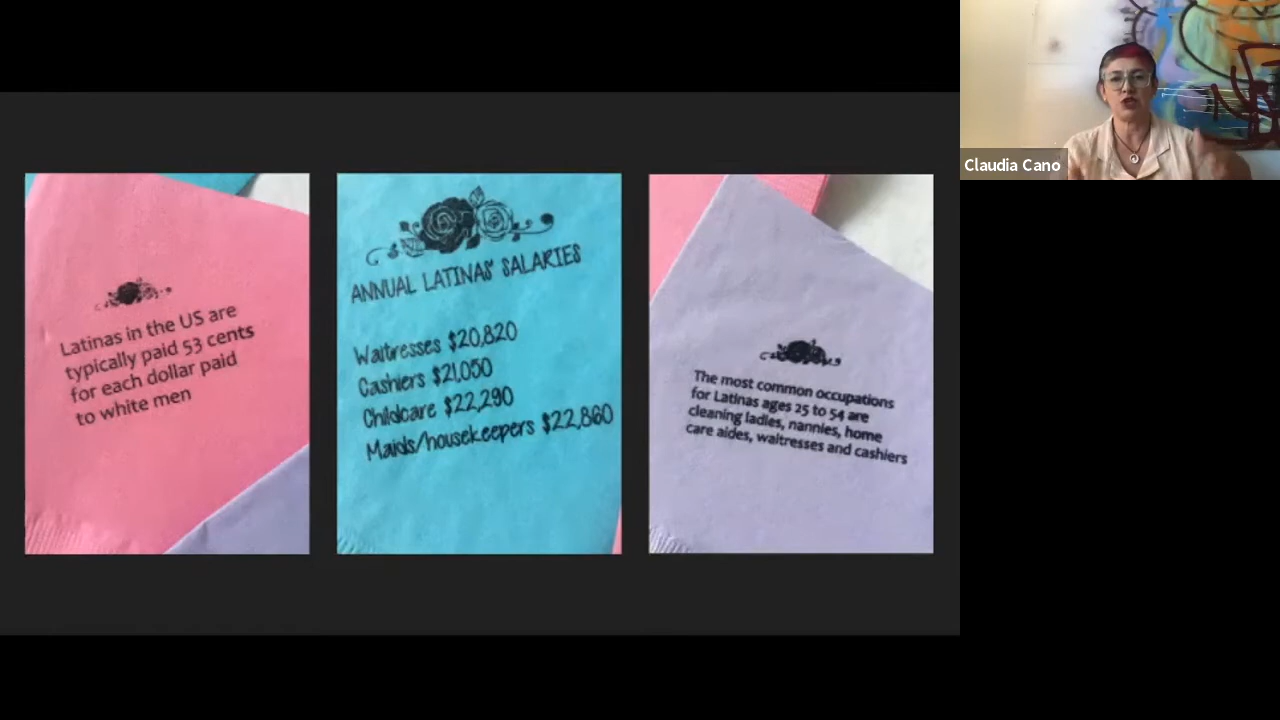 Latinas in the US are
typically paid 53 cents
for each dollar paid
to white men
ANNUAL LATINAS' SALARIES
Waitresses $20,820
Cashiers $21,050
Childcare $22,290
Maids/housekeepers $22,860
The most common occupations
for Latinas ages 25 to 54 are
cleaning ladies, nannies, home
care aides, waitresses and cashiers
Claudia Cano